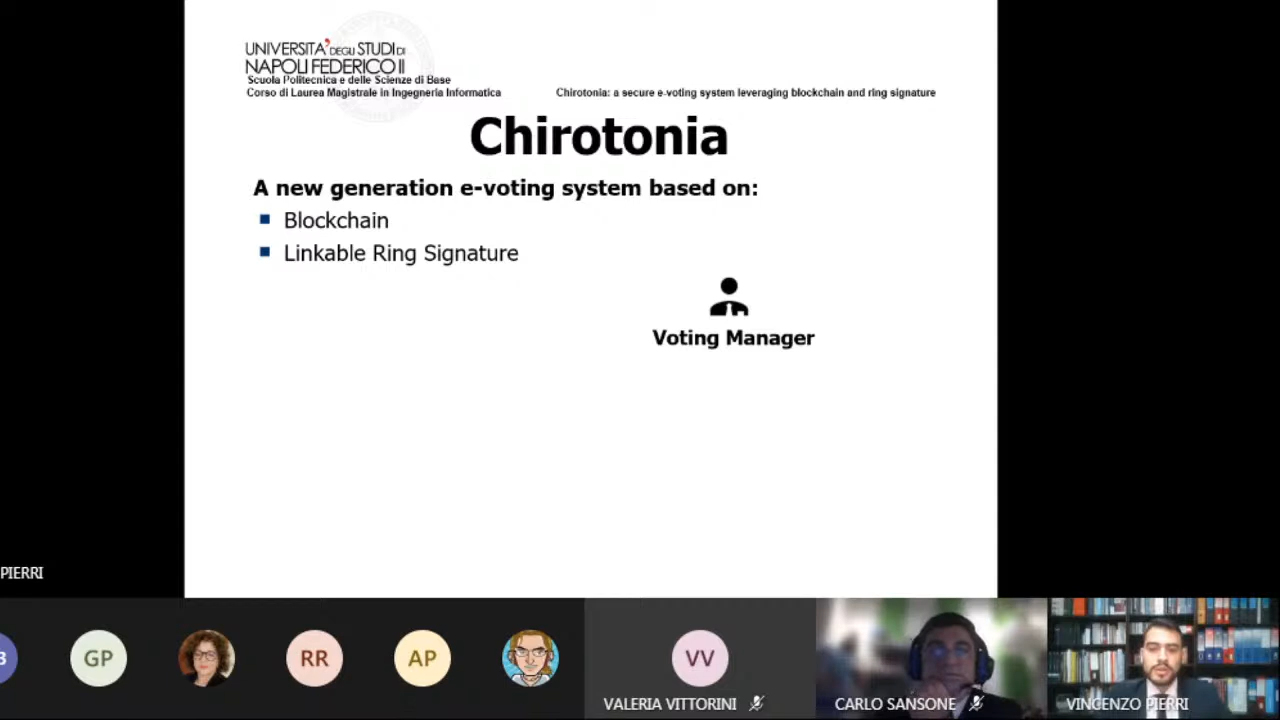 UNIVERSITA' DEGLI STUDI DI
NAPOLI FEDERICO II
Scuola Politecnica e delle Scienze di Base
Corso di Laurea Magistrale in Ingegneria Informatica
Chirotonia: a secure e-voting system leveraging blockchain and ring signature
Chirotonia
A new generation e-voting system based on:
Blockchain
Linkable Ring Signature
Voting Manager
PIERRI
3
GP
RR
AP
VV
VALERIA VITTORINI
CARLO SANSONE
VINCENZO PIERRI